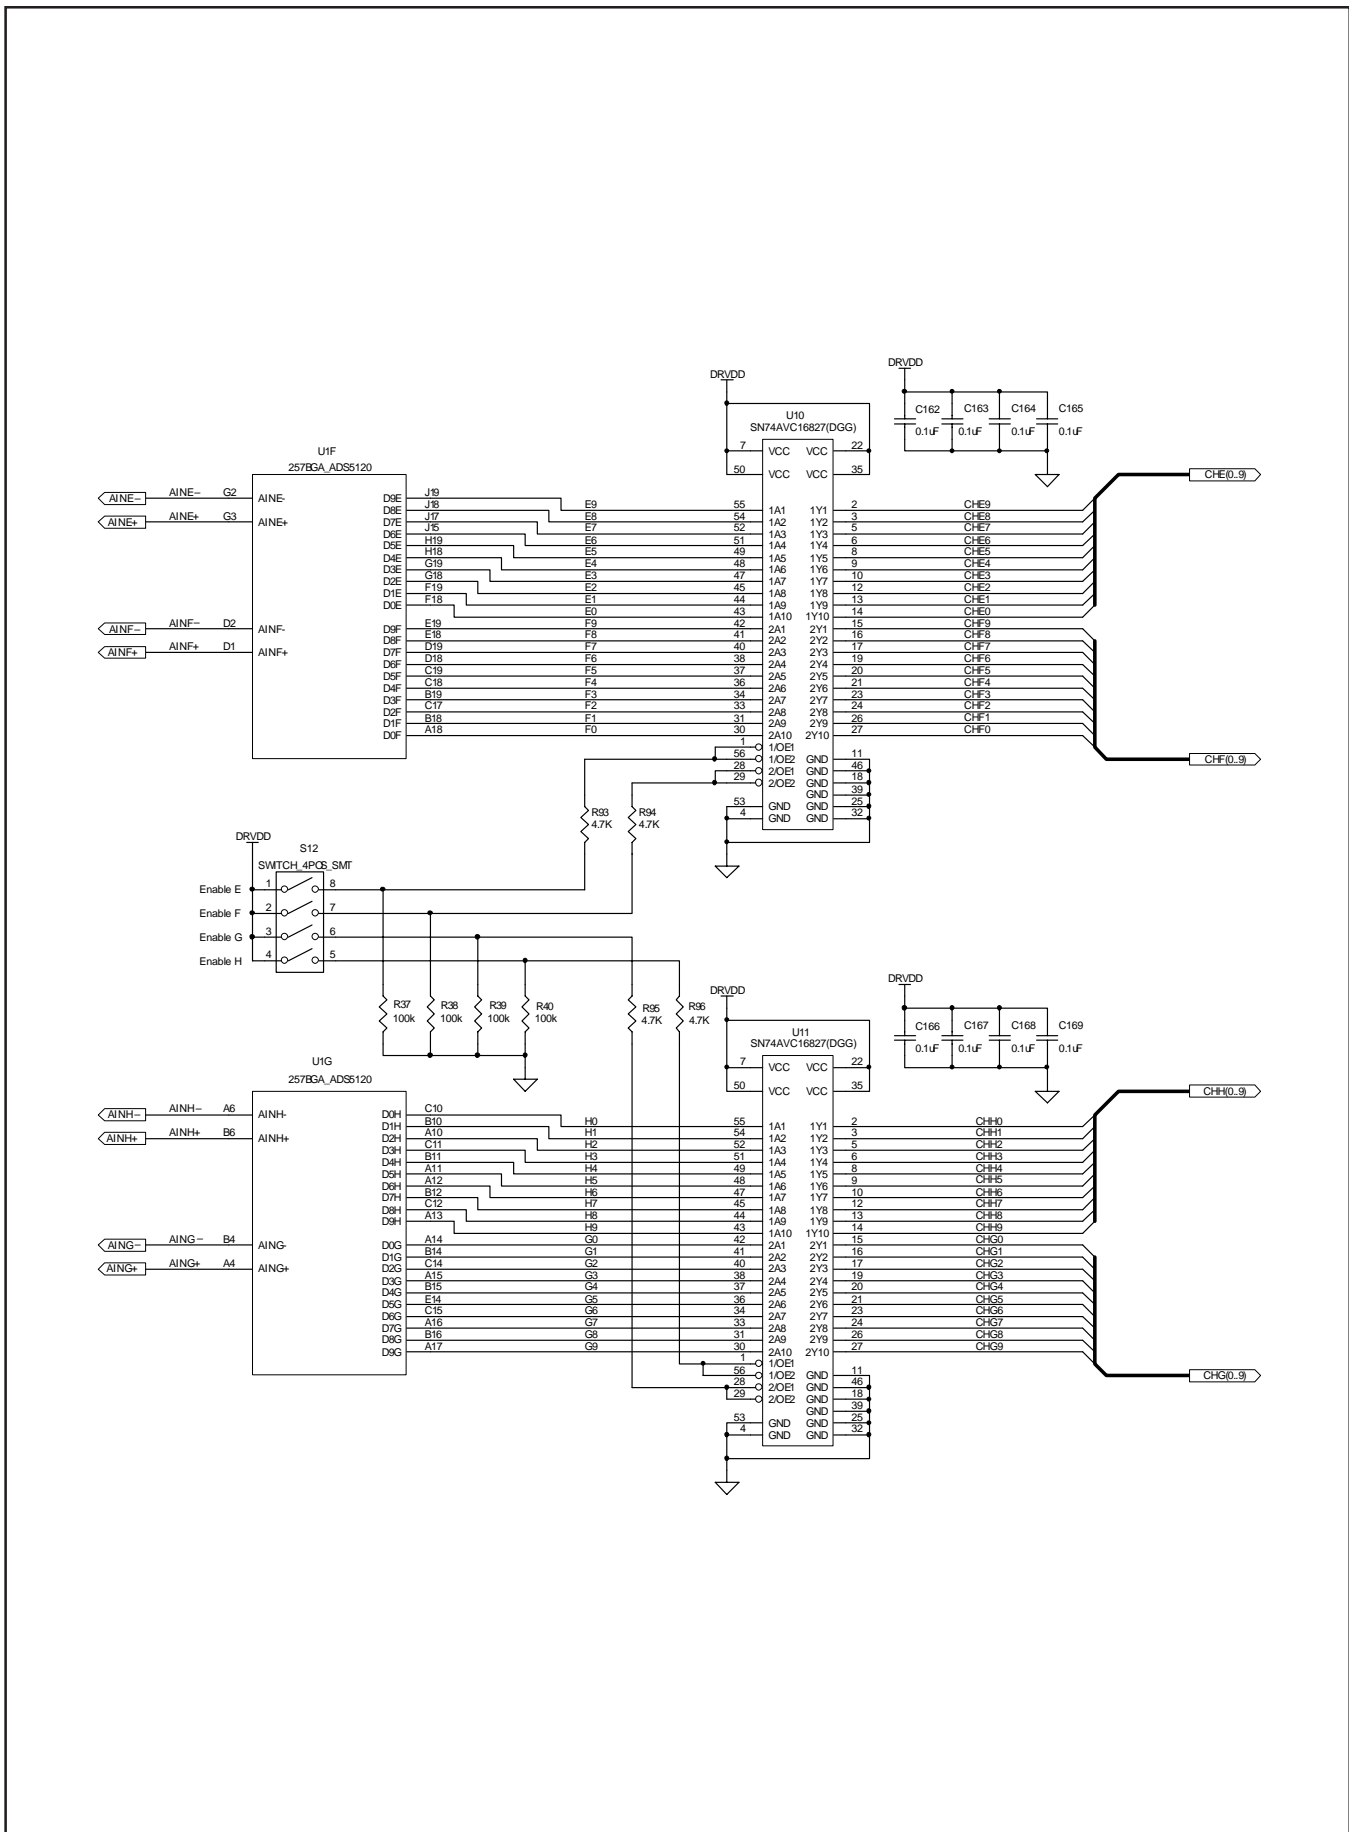 DRVDD
DRVDD
U10
SN74AVC16827(DGG)
C162 C163 C164 C165
0.1uF 0.1uF 0.1uF 0.1uF
U1F
257BGA_ADS5120
7 VCC VCC 22
50 VCC VCC 35
CHE(0..9)
AINE− AINE− G2 AINE-
AINE+ AINE+ G3 AINE+
D9E J19 E9 55 1A1 1Y1 2 CHE9
D8E J18 E8 54 1A2 1Y2 3 CHE8
D7E J17 E7 52 1A3 1Y3 5 CHE7
D6E J15 E6 51 1A4 1Y4 6 CHE6
D5E H19 E5 49 1A5 1Y5 8 CHE5
D4E H18 E4 48 1A6 1Y6 9 CHE4
D3E G19 E3 47 1A7 1Y7 10 CHE3
D2E G18 E2 45 1A8 1Y8 12 CHE2
D1E F19 E1 44 1A9 1Y9 13 CHE1
D0E F18 E0 43 1A10 1Y10 14 CHE0
AINF− AINF− D2 AINF-
AINF+ AINF+ D1 AINF+
D9F E19 F9 42 2A1 2Y1 15 CHF9
D8F E18 F8 41 2A2 2Y2 16 CHF8
D7F D19 F7 40 2A3 2Y3 17 CHF7
D6F D18 F6 38 2A4 2Y4 19 CHF6
D5F C19 F5 37 2A5 2Y5 20 CHF5
D4F C18 F4 36 2A6 2Y6 21 CHF4
D3F B19 F3 34 2A7 2Y7 23 CHF3
D2F C17 F2 33 2A8 2Y8 24 CHF2
D1F B18 F1 31 2A9 2Y9 26 CHF1
D0F A18 F0 30 2A10 2Y10 27 CHF0
1 1/OE1
56 1/OE2 GND 11
28 2/OE1 GND 46
29 2/OE2 GND 18
GND 39
53 GND GND 25
4 GND GND 32
CHF(0..9)
R93 R94
4.7K 4.7K
DRVDD
S12
SWITCH_4POS_SMT
Enable E 1 8
Enable F 2 7
Enable G 3 6
Enable H 4 5
R37 R38 R39 R40
100k 100k 100k 100k
R95 R96
4.7K 4.7K
DRVDD
DRVDD
U11
SN74AVC16827(DGG)
C166 C167 C168 C169
0.1uF 0.1uF 0.1uF 0.1uF
U1G
257BGA_ADS5120
7 VCC VCC 22
50 VCC VCC 35
CHH(0..9)
AINH− AINH− A6 AINH-
AINH+ AINH+ B6 AINH+
D0H C10 H0 55 1A1 1Y1 2 CHH0
D1H B10 H1 54 1A2 1Y2 3 CHH1
D2H A10 H2 52 1A3 1Y3 5 CHH2
D3H C11 H3 51 1A4 1Y4 6 CHH3
D4H B11 H4 49 1A5 1Y5 8 CHH4
D5H A11 H5 48 1A6 1Y6 9 CHH5
D6H A12 H6 47 1A7 1Y7 10 CHH6
D7H B12 H7 45 1A8 1Y8 12 CHH7
D8H C12 H8 44 1A9 1Y9 13 CHH8
D9H A13 H9 43 1A10 1Y10 14 CHH9
AING− AING− B4 AING-
AING+ AING+ A4 AING+
D0G A14 G0 42 2A1 2Y1 15 CHG0
D1G B14 G1 41 2A2 2Y2 16 CHG1
D2G C14 G2 40 2A3 2Y3 17 CHG2
D3G A15 G3 38 2A4 2Y4 19 CHG3
D4G B15 G4 37 2A5 2Y5 20 CHG4
D5G E14 G5 36 2A6 2Y6 21 CHG5
D6G C15 G6 34 2A7 2Y7 23 CHG6
D7G A16 G7 33 2A8 2Y8 24 CHG7
D8G B16 G8 31 2A9 2Y9 26 CHG8
D9G A17 G9 30 2A10 2Y10 27 CHG9
1 1/OE1
56 1/OE2 GND 11
28 2/OE1 GND 46
29 2/OE2 GND 18
GND 39
53 GND GND 25
4 GND GND 32
CHG(0..9)